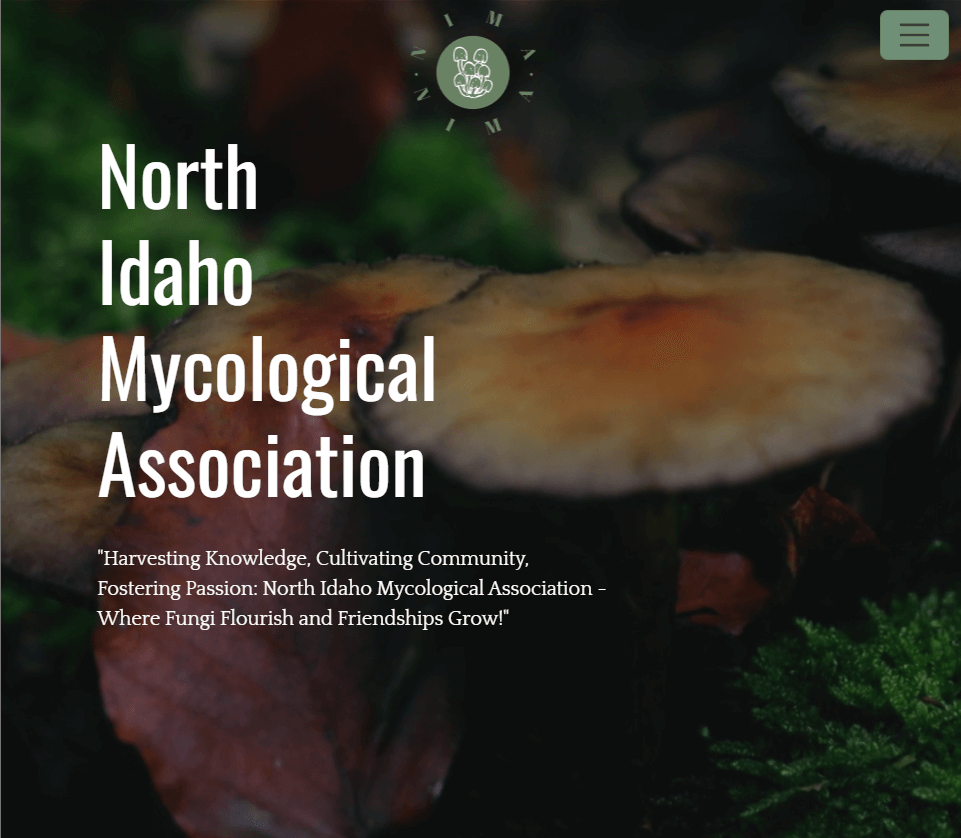 N.I.M.A
North
Idaho
Mycological
Association
"Harvesting Knowledge, Cultivating Community,
Fostering Passion: North Idaho Mycological Association -
Where Fungi Flourish and Friendships Grow!"